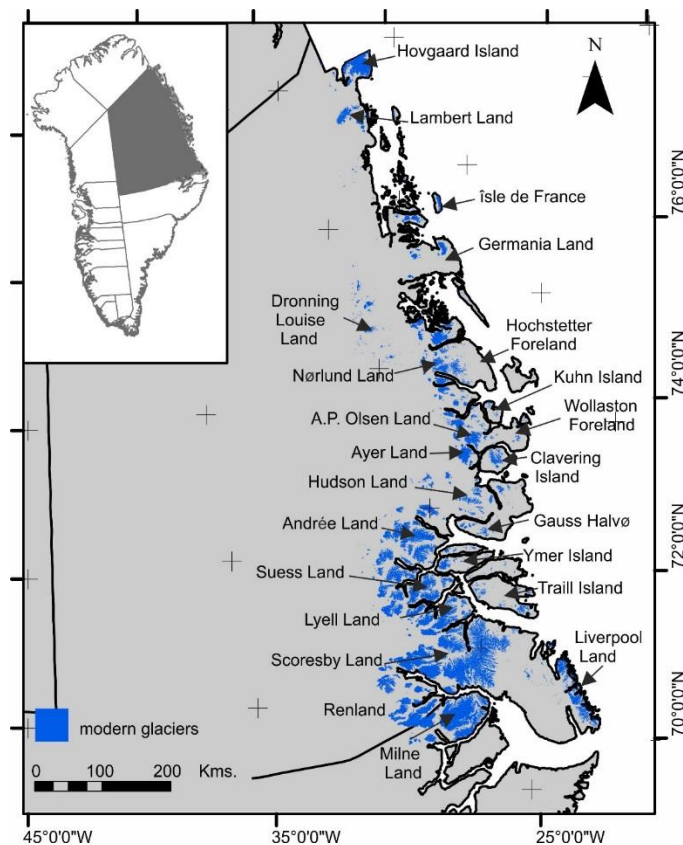 Hovgaard Island
N
Lambert Land
îsle de France
76°0'0"N
Germania Land
Dronning
Louise
Land
Hochstetter
Foreland
74°0'0"N
Nørlund Land
Kuhn Island
A.P. Olsen Land
Wollaston
Foreland
Ayer Land
Clavering
Island
Hudson Land
Andrée Land
Gauss Halvø
72°0'0"N
Ymer Island
Suess Land
Traill Island
Lyell Land
Liverpool
Land
Scoresby Land
Renland
70°0'0"N
modern glaciers
Milne
Land
0 100 200 Kms.
45°0'0"W 35°0'0"W 25°0'0"W